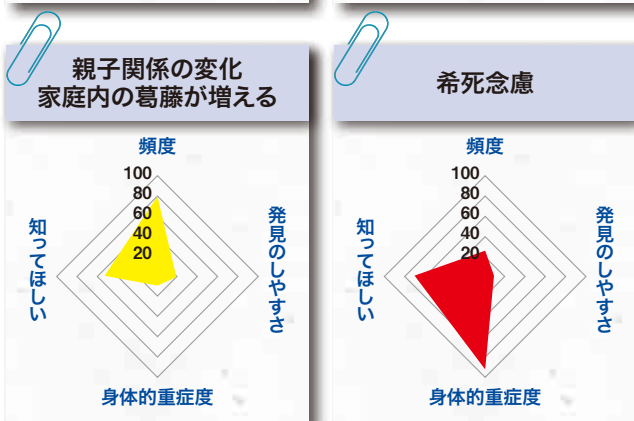 親子関係の変化
家庭内の葛藤が増える
頻度
100
80
60
40
20
知ってほしい
発見のしやすさ
身体的重症度
希死念慮
頻度
100
80
60
40
20
知ってほしい
発見のしやすさ
身体的重症度